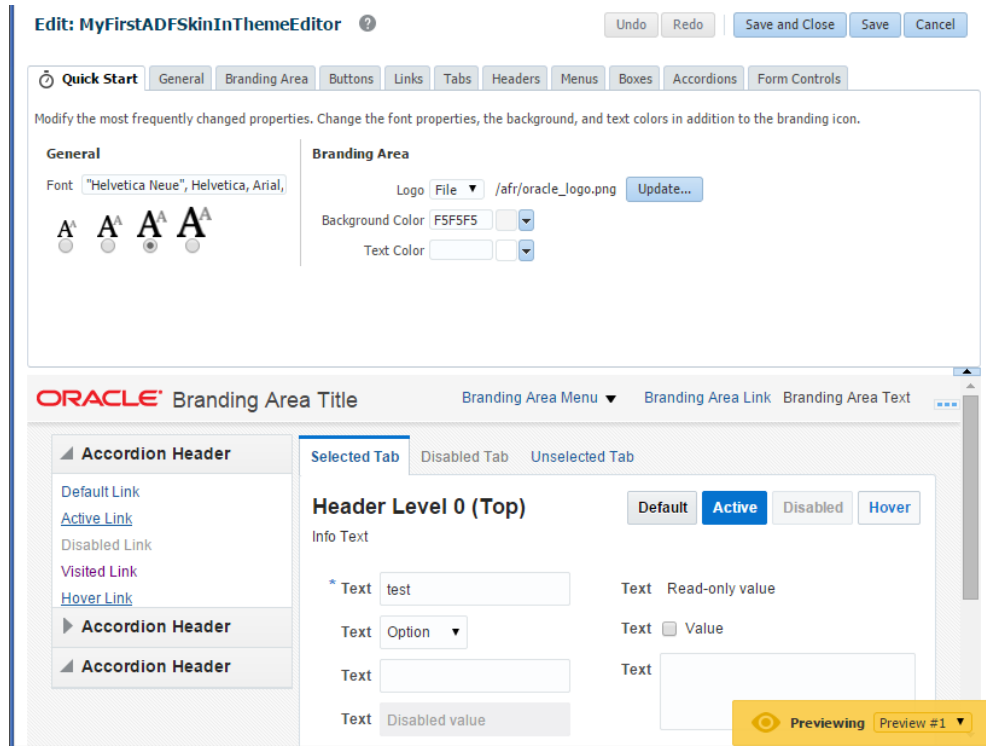 Edit: MyFirstADFSkinInThemeEditor ? Undo Redo Save and Close Save Cancel
Quick Start General Branding Area Buttons Links Tabs Headers Menus Boxes Accordions Form Controls
Modify the most frequently changed properties. Change the font properties, the background, and text colors in addition to the branding icon.
General Branding Area
Font "Helvetica Neue", Helvetica, Arial, Logo File /afr/oracle_logo.png Update...
AA AA AA AA Background Color F5F5F5
Text Color
ORACLE Branding Area Title Branding Area Menu Branding Area Link Branding Area Text
Accordion Header
Default Link
Active Link
Disabled Link
Visited Link
Hover Link
Accordion Header
Accordion Header
Selected Tab Disabled Tab Unselected Tab
Header Level 0 (Top) Default Active Disabled Hover
Info Text
* Text test Text Read-only value
Text Option Text Value
Text Text
Text Disabled value
Previewing Preview #1